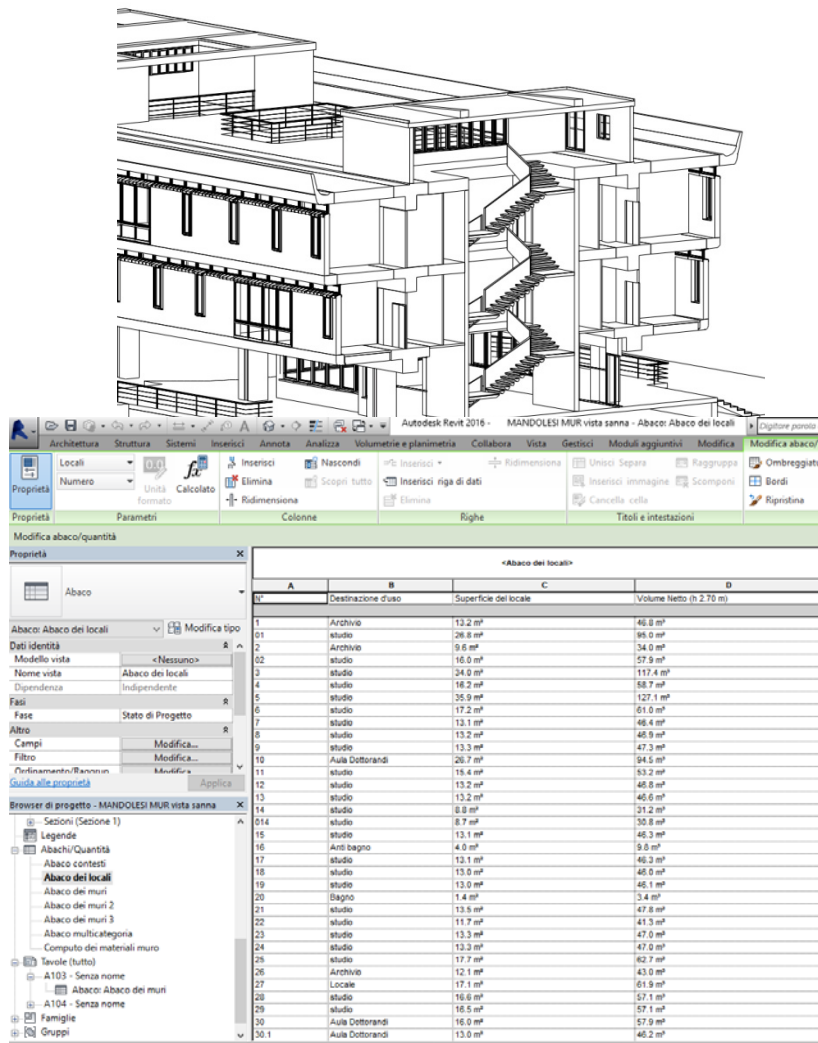 Autodesk Revit 2016 - MANDOLESI MUR vista sanna - Abaco: Abaco dei locali Digitare parola
Architettura Struttura Sistemi Inserisci Annota Analizza Volumetrie e planimetria Collabora Vista Gestisci Moduli aggiuntivi Modifica Modifica abaco/
Locali Inserisci Nascondi Inserisci Ridimensiona Unisci Separa Raggruppa Ombreggiatu
Proprietà Numero Unità formato fx Calcolato Elimina Scopri tutto Inserisci riga di dati Inserisci immagine Scomponi Bordi
Ridimensiona Elimina Cancella cella Ripristina
Proprietà Parametri Colonne Righe Titoli e intestazioni
Modifica abaco/quantità
Proprietà
Abaco
Abaco: Abaco dei locali Modifica tipo
Dati identità
Modello vista <Nessuno>
Nome vista Abaco dei locali
Dipendenza Indipendente
Fasi
Fase Stato di Progetto
Altro
Campi Modifica...
Filtro Modifica...
Ordinamento/Raggrup Modifica
Guida alle proprietà Applica
Browser di progetto - MANDOLESI MUR vista sanna
Sezioni (Sezione 1)
Legende
Abachi/Quantità
Abaco contesti
Abaco dei locali
Abaco dei muri
Abaco dei muri 2
Abaco dei muri 3
Abaco multicategoria
Computo dei materiali muro
Tavole (tutto)
A103 - Senza nome
Abaco: Abaco dei muri
A104 - Senza nome
Famiglie
Gruppi
<Abaco dei locali>
A B C D
N° Destinazione d'uso Superficie del locale Volume Netto (h 2.70 m)
1 Archivio 13.2 m² 46.8 m³
01 studio 26.8 m² 95.0 m³
2 Archivio 9.6 m² 34.0 m³
02 studio 16.0 m² 57.9 m³
3 studio 24.0 m² 117.4 m³
4 studio 16.2 m² 58.7 m³
5 studio 35.9 m² 127.1 m³
6 studio 17.2 m² 61.0 m³
7 studio 13.1 m² 46.4 m³
8 studio 13.2 m² 46.9 m³
9 studio 13.3 m² 47.3 m³
10 Aula Dottorandi 26.7 m² 94.5 m³
11 studio 15.4 m² 53.2 m³
12 studio 13.2 m² 46.8 m³
13 studio 13.2 m² 46.6 m³
14 studio 8.8 m² 31.2 m³
014 studio 8.7 m² 30.8 m³
15 studio 13.1 m² 46.3 m³
16 Anti bagno 4.0 m² 9.8 m³
17 studio 13.1 m² 46.3 m³
18 studio 13.0 m² 46.0 m³
19 studio 13.0 m² 46.1 m³
20 Bagno 1.4 m² 3.4 m³
21 studio 13.5 m² 47.8 m³
22 studio 11.7 m² 41.3 m³
23 studio 13.3 m² 47.0 m³
24 studio 13.3 m² 47.0 m³
25 studio 17.7 m² 62.7 m³
26 Archivio 12.1 m² 43.0 m³
27 Locale 17.1 m² 61.9 m³
28 studio 16.6 m² 57.1 m³
29 studio 16.5 m² 57.1 m³
30 Aula Dottorandi 16.0 m² 57.9 m³
30.1 Aula Dottorandi 13.0 m² 46.2 m³